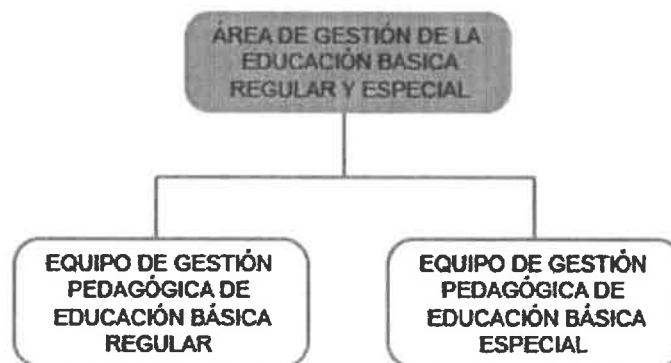 ÁREA DE GESTIÓN DE LA
EDUCACIÓN BASICA
REGULAR Y ESPECIAL
EQUIPO DE GESTIÓN
PEDAGÓGICA DE
EDUCACIÓN BÁSICA
REGULAR
EQUIPO DE GESTIÓN
PEDAGÓGICA DE
EDUCACIÓN BÁSICA
ESPECIAL